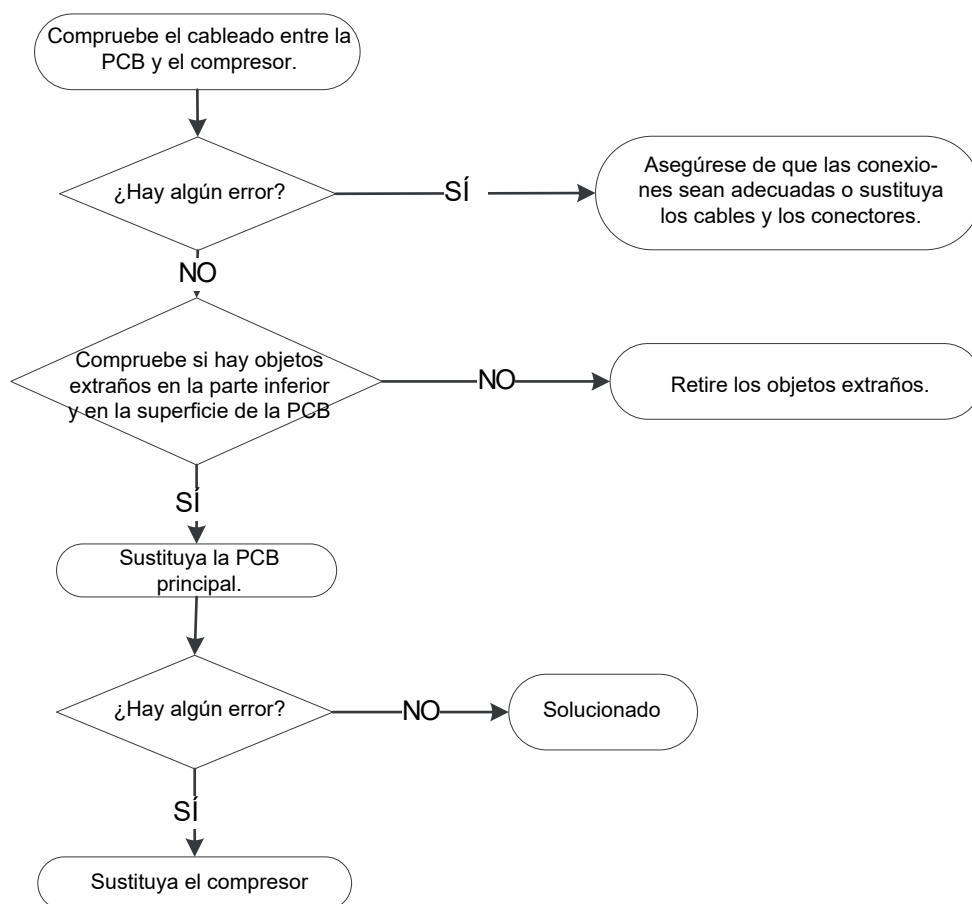 Compruebe el cableado entre la
PCB y el compresor.
¿Hay algún error?
SÍ
Asegúrese de que las conexio-
nes sean adecuadas o sustituya
los cables y los conectores.
NO
Compruebe si hay objetos
extraños en la parte inferior
y en la superficie de la PCB
NO
Retire los objetos extraños.
SÍ
Sustituya la PCB
principal.
¿Hay algún error?
NO
Solucionado
SÍ
Sustituya el compresor